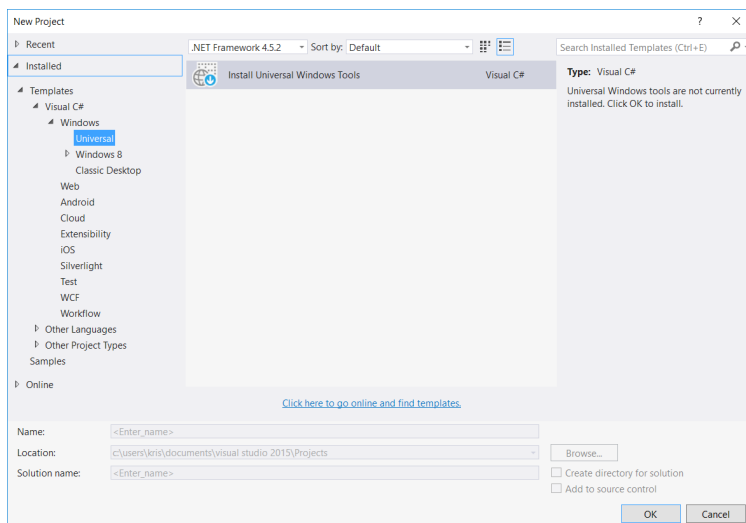 New Project
? ×
Recent
.NET Framework 4.5.2 Sort by: Default
Search Installed Templates (Ctrl+E)
Installed
Install Universal Windows Tools Visual C#
Type: Visual C#
Universal Windows tools are not currently
installed. Click OK to install.
Templates
Visual C#
Windows
Universal
Windows 8
Classic Desktop
Web
Android
Cloud
Extensibility
iOS
Silverlight
Test
WCF
Workflow
Other Languages
Other Project Types
Samples
Online
Click here to go online and find templates.
Name: <Enter_name>
Location: c:\users\kris\documents\visual studio 2015\Projects Browse...
Solution name: <Enter_name>
Create directory for solution
Add to source control
OK Cancel